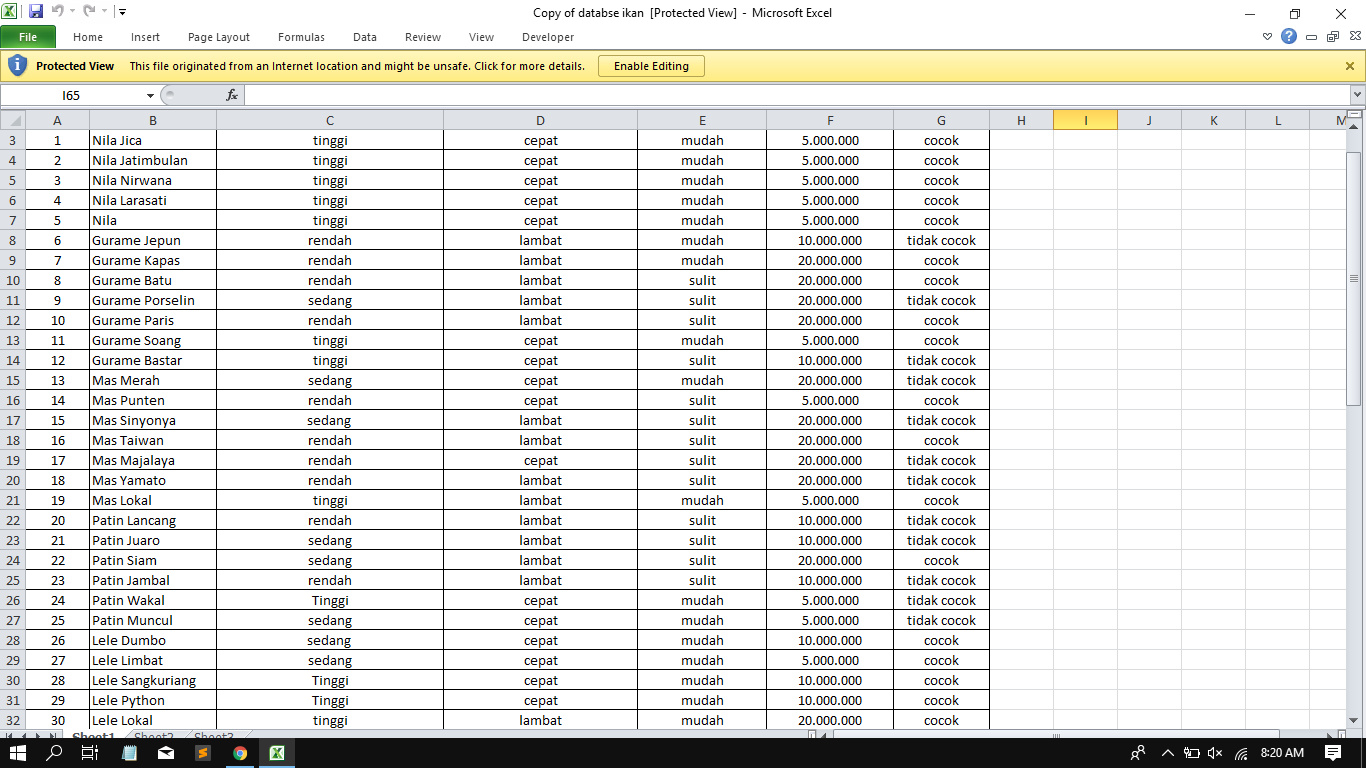 Copy of databse ikan [Protected View] - Microsoft Excel
File Home Insert Page Layout Formulas Data Review View Developer
Protected View This file originated from an Internet location and might be unsafe. Click for more details. Enable Editing
I65 fx
A B C D E F G H I J K L M
3 1 Nila Jica tinggi cepat mudah 5.000.000 cocok
4 2 Nila Jatimbulan tinggi cepat mudah 5.000.000 cocok
5 3 Nila Nirwana tinggi cepat mudah 5.000.000 cocok
6 4 Nila Larasati tinggi cepat mudah 5.000.000 cocok
7 5 Nila tinggi cepat mudah 5.000.000 cocok
8 6 Gurame Jepun rendah lambat mudah 10.000.000 tidak cocok
9 7 Gurame Kapas rendah lambat mudah 20.000.000 cocok
10 8 Gurame Batu rendah lambat sulit 20.000.000 cocok
11 9 Gurame Porselin sedang lambat sulit 20.000.000 tidak cocok
12 10 Gurame Paris rendah lambat sulit 20.000.000 cocok
13 11 Gurame Soang tinggi cepat mudah 5.000.000 cocok
14 12 Gurame Bastar tinggi cepat sulit 10.000.000 tidak cocok
15 13 Mas Merah sedang cepat mudah 20.000.000 tidak cocok
16 14 Mas Punten rendah cepat sulit 5.000.000 cocok
17 15 Mas Sinyonya sedang lambat sulit 20.000.000 tidak cocok
18 16 Mas Taiwan rendah lambat sulit 20.000.000 cocok
19 17 Mas Majalaya rendah cepat sulit 20.000.000 tidak cocok
20 18 Mas Yamato rendah lambat sulit 20.000.000 tidak cocok
21 19 Mas Lokal tinggi lambat mudah 5.000.000 cocok
22 20 Patin Lancang rendah lambat sulit 10.000.000 tidak cocok
23 21 Patin Juaro sedang lambat sulit 10.000.000 tidak cocok
24 22 Patin Siam sedang lambat sulit 20.000.000 cocok
25 23 Patin Jambal rendah lambat sulit 10.000.000 tidak cocok
26 24 Patin Wakal Tinggi cepat mudah 5.000.000 tidak cocok
27 25 Patin Muncul sedang cepat mudah 5.000.000 tidak cocok
28 26 Lele Dumbo sedang cepat mudah 10.000.000 cocok
29 27 Lele Limbat sedang cepat mudah 5.000.000 cocok
30 28 Lele Sangkuriang Tinggi cepat mudah 10.000.000 cocok
31 29 Lele Python Tinggi cepat mudah 10.000.000 cocok
32 30 Lele Lokal tinggi lambat mudah 20.000.000 cocok
Sheet1 Sheet2 Sheet3
8:20 AM